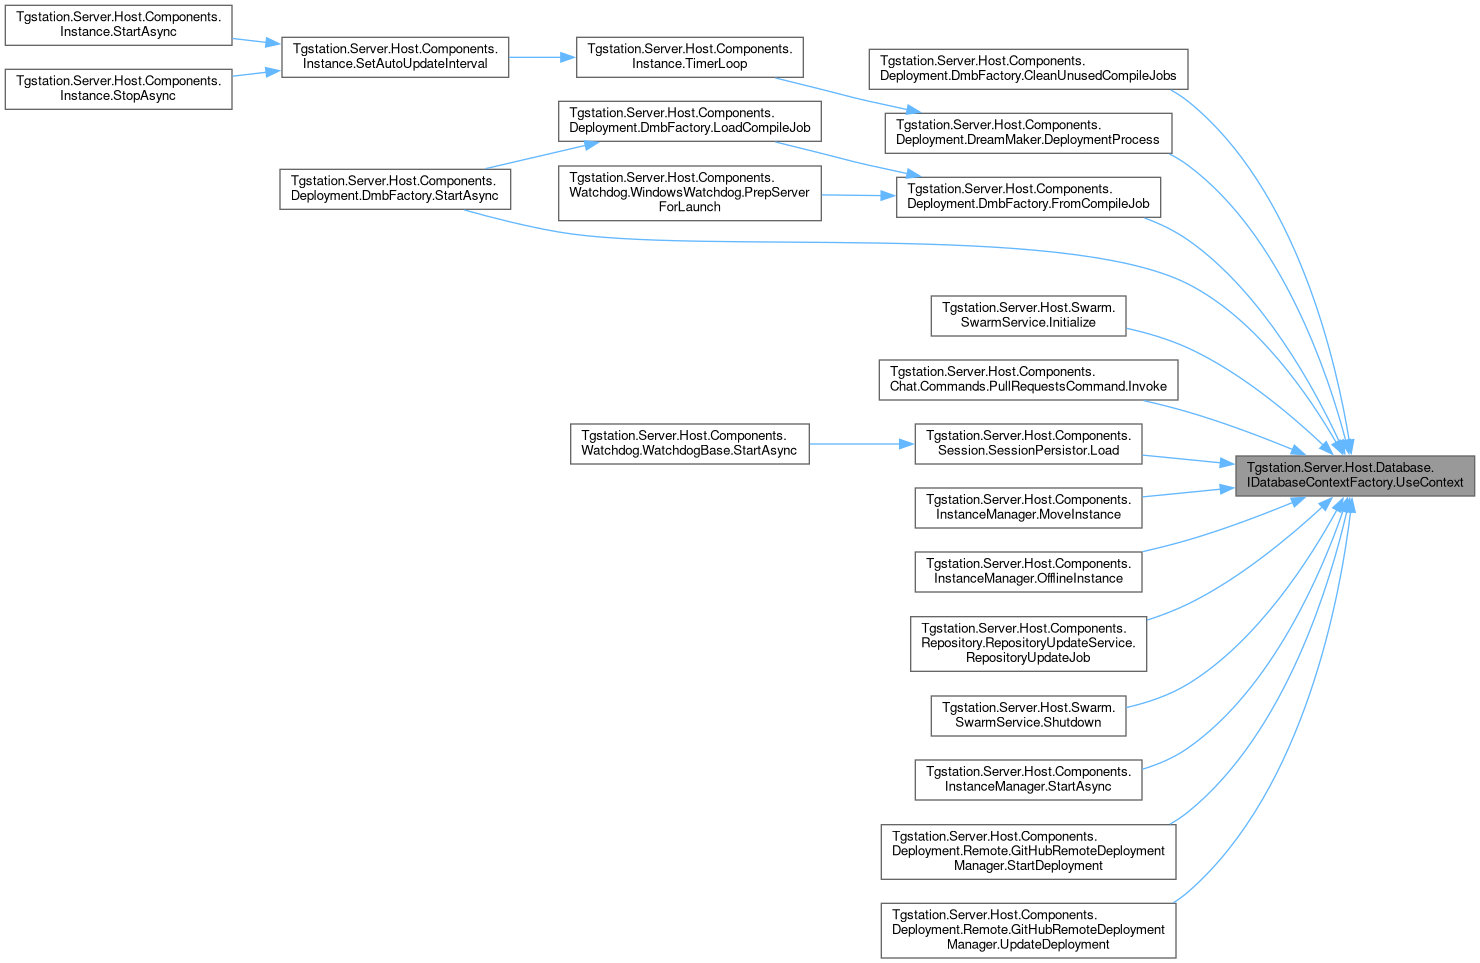 Tgstation.Server.Host.Components.
Instance.StartAsync
Tgstation.Server.Host.Components.
Instance.StopAsync
Tgstation.Server.Host.Components.
Instance.SetAutoUpdateInterval
Tgstation.Server.Host.Components.
Instance.TimerLoop
Tgstation.Server.Host.Components.
Deployment.DmbFactory.CleanUnusedCompileJobs
Tgstation.Server.Host.Components.
Deployment.DmbFactory.LoadCompileJob
Tgstation.Server.Host.Components.
Deployment.DreamMaker.DeploymentProcess
Tgstation.Server.Host.Components.
Deployment.DmbFactory.StartAsync
Tgstation.Server.Host.Components.
Watchdog.WindowsWatchdog.PrepServer
ForLaunch
Tgstation.Server.Host.Components.
Deployment.DmbFactory.FromCompileJob
Tgstation.Server.Host.Swarm.
SwarmService.Initialize
Tgstation.Server.Host.Components.
Chat.Commands.PullRequestsCommand.Invoke
Tgstation.Server.Host.Components.
Watchdog.WatchdogBase.StartAsync
Tgstation.Server.Host.Components.
Session.SessionPersistor.Load
Tgstation.Server.Host.Database.
IDatabaseContextFactory.UseContext
Tgstation.Server.Host.Components.
InstanceManager.MoveInstance
Tgstation.Server.Host.Components.
InstanceManager.OfflineInstance
Tgstation.Server.Host.Components.
Repository.RepositoryUpdateService.
RepositoryUpdateJob
Tgstation.Server.Host.Swarm.
SwarmService.Shutdown
Tgstation.Server.Host.Components.
InstanceManager.StartAsync
Tgstation.Server.Host.Components.
Deployment.Remote.GitHubRemoteDeployment
Manager.StartDeployment
Tgstation.Server.Host.Components.
Deployment.Remote.GitHubRemoteDeployment
Manager.UpdateDeployment